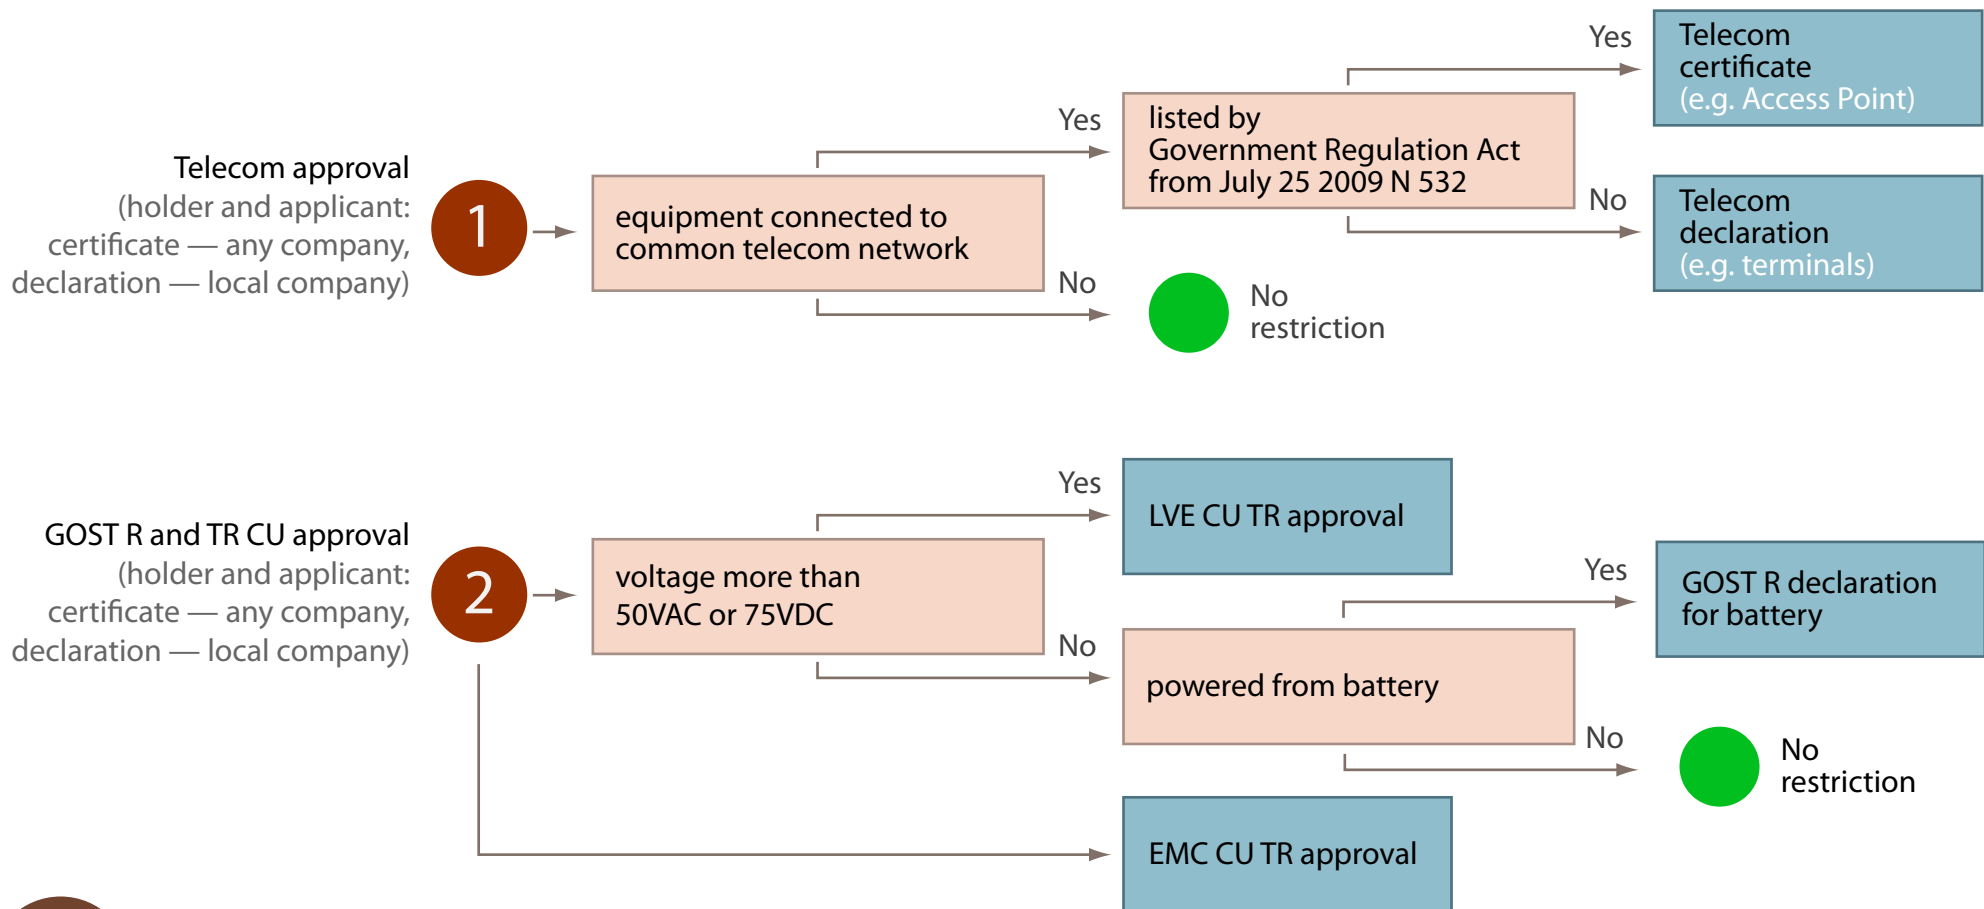 Telecom approval
(holder and applicant:
certificate — any company,
declaration — local company)
1
equipment connected to
common telecom network
Yes
listed by
Government Regulation Act
from July 25 2009 N 532
Yes
Telecom
certificate
(e.g. Access Point)
No
Telecom
declaration
(e.g. terminals)
No
No
restriction
GOST R and TR CU approval
(holder and applicant:
certificate — any company,
declaration — local company)
2
voltage more than
50VAC or 75VDC
Yes
LVE CU TR approval
No
powered from battery
Yes
GOST R declaration
for battery
No
No
restriction
EMC CU TR approval